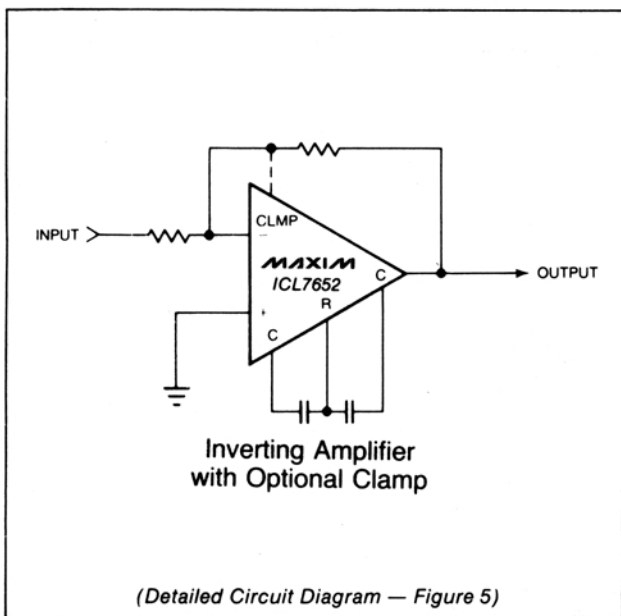 CLMP
INPUT
−
MAXIM
ICL7652
C
OUTPUT
R
+
C
Inverting Amplifier
with Optional Clamp
(Detailed Circuit Diagram — Figure 5)